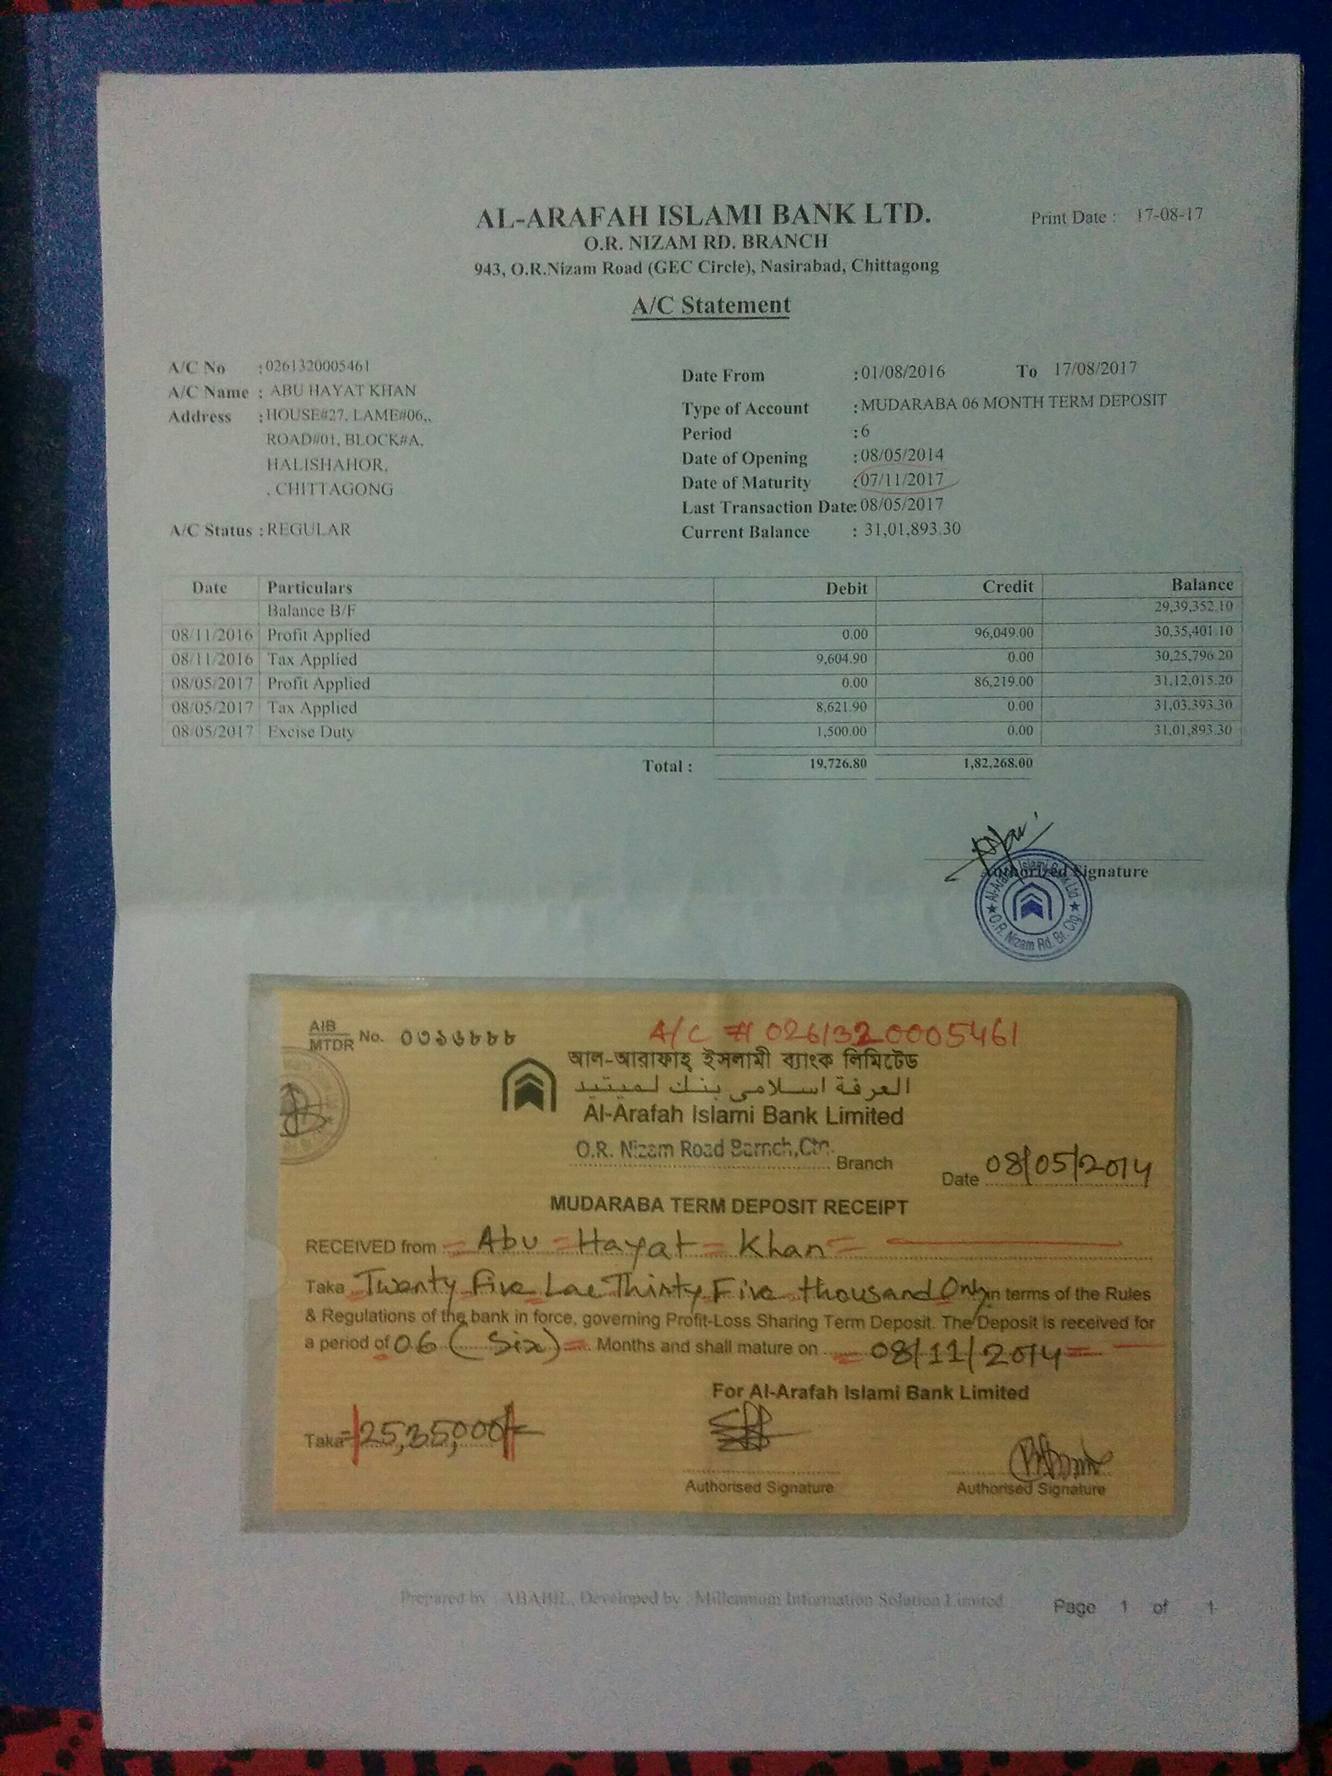 AL-ARAFAH ISLAMI BANK LTD.
Print Date : 17-08-17
O.R. NIZAM RD. BRANCH
943, O.R.Nizam Road (GEC Circle), Nasirabad, Chittagong
A/C Statement
A/C No :0261320005461
A/C Name : ABU HAYAT KHAN
Address :HOUSE#27, LAME#06,,
ROAD#01, BLOCK#A,
HALISHAHOR,
, CHITTAGONG
A/C Status :REGULAR
Date From :01/08/2016 To 17/08/2017
Type of Account :MUDARABA 06 MONTH TERM DEPOSIT
Period :6
Date of Opening :08/05/2014
Date of Maturity :07/11/2017
Last Transaction Date:08/05/2017
Current Balance : 31,01,893.30
Date Particulars Debit Credit Balance
Balance B/F 29,39,352.10
08/11/2016 Profit Applied 0.00 96,049.00 30,35,401.10
08/11/2016 Tax Applied 9,604.90 0.00 30,25,796.20
08/05/2017 Profit Applied 0.00 86,219.00 31,12,015.20
08/05/2017 Tax Applied 8,621.90 0.00 31,03,393.30
08/05/2017 Excise Duty 1,500.00 0.00 31,01,893.30
Total : 19,726.80 1,82,268.00
Authorized Signature
Al-Arafah Islami Bank Ltd
O.R. Nizam Rd. Br. Ctg.
AIB
MTDR No. ০৩১৬৮৮৮
A/C # 0261320005461
আল-আরাফাহ্ ইসলামী ব্যাংক লিমিটেড
العرفة اسلامى بنك لميتيد
Al-Arafah Islami Bank Limited
O.R. Nizam Road Barnch,Ctn. Branch
Date 08/05/2014
MUDARABA TERM DEPOSIT RECEIPT
RECEIVED from = Abu = Hayat = Khan =
Taka Twenty Five Lac Thirty Five thousand Only in terms of the Rules
& Regulations of the bank in force, governing Profit-Loss Sharing Term Deposit. The Deposit is received for
a period of 06 (Six) = Months and shall mature on = 08/11/2014 =
For Al-Arafah Islami Bank Limited
Taka =25,35,000/=
Authorised Signature Authorised Signature
Prepared by : ABABIL, Developed by : Millennium Information Solution Limited
Page 1 of 1